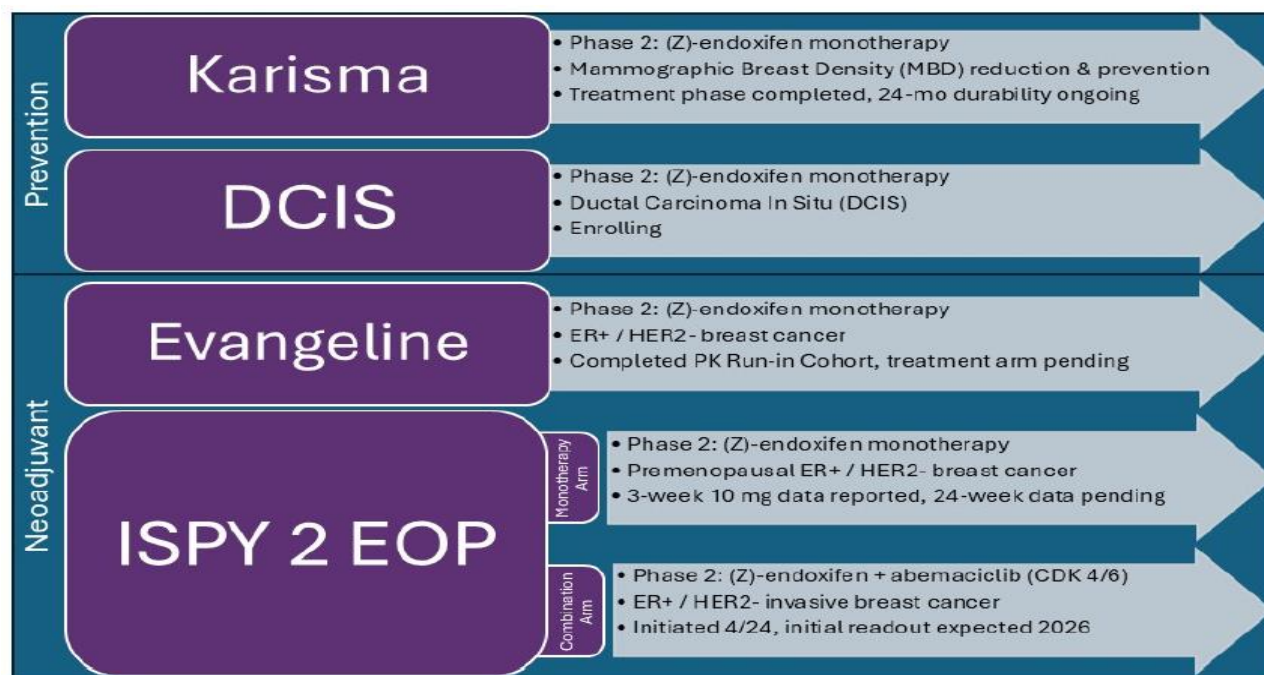 Prevention
Karisma
• Phase 2: (Z)-endoxifen monotherapy
• Mammographic Breast Density (MBD) reduction & prevention
• Treatment phase completed, 24-mo durability ongoing
DCIS
• Phase 2: (Z)-endoxifen monotherapy
• Ductal Carcinoma In Situ (DCIS)
• Enrolling
Neoadjuvant
Evangeline
• Phase 2: (Z)-endoxifen monotherapy
• ER+ / HER2- breast cancer
• Completed PK Run-in Cohort, treatment arm pending
ISPY 2 EOP
Monotherapy
Arm
• Phase 2: (Z)-endoxifen monotherapy
• Premenopausal ER+ / HER2- breast cancer
• 3-week 10 mg data reported, 24-week data pending
Combination
Arm
• Phase 2: (Z)-endoxifen + abemaciclib (CDK 4/6)
• ER+ / HER2- invasive breast cancer
• Initiated 4/24, initial readout expected 2026